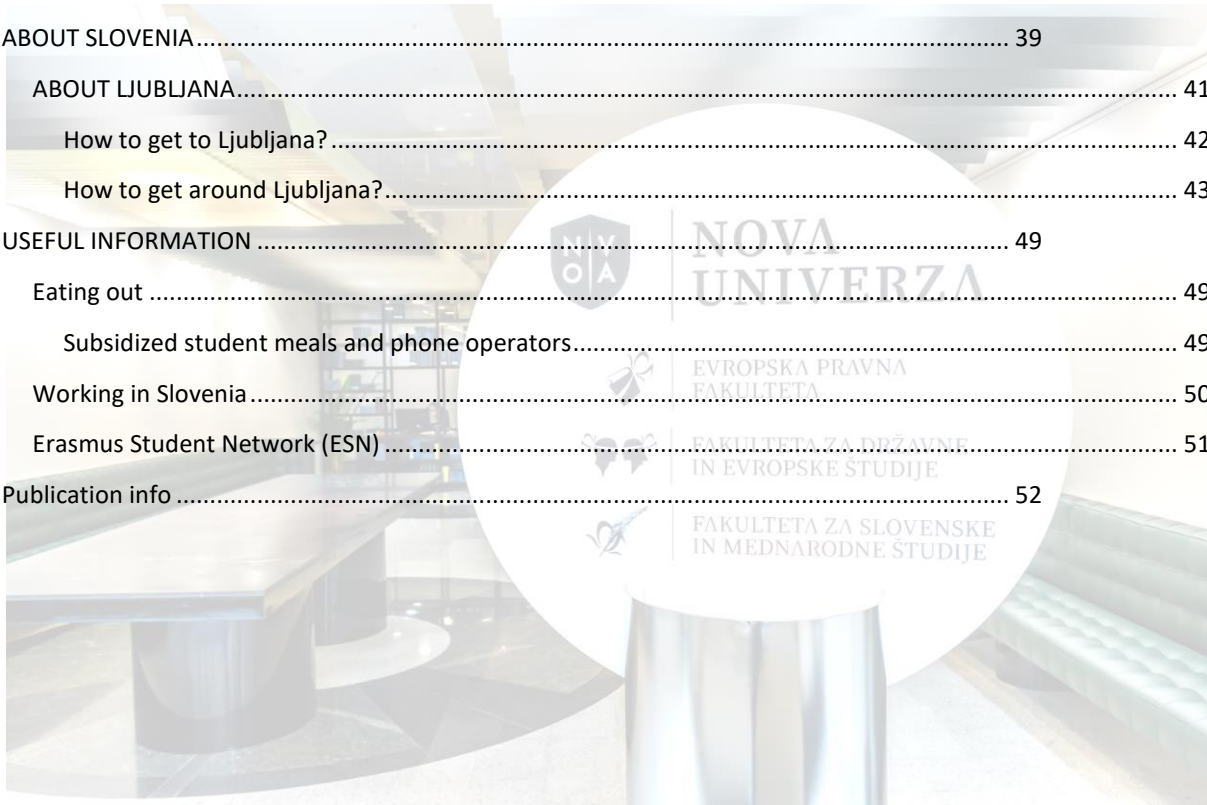 ABOUT SLOVENIA ........................................................................................................ 39
ABOUT LJUBLJANA ........................................................................................................ 41
How to get to Ljubljana? ........................................................................................................ 42
How to get around Ljubljana? ........................................................................................................ 43
USEFUL INFORMATION ........................................................................................................ 49
Eating out ........................................................................................................ 49
Subsidized student meals and phone operators ........................................................................................................ 49
Working in Slovenia ........................................................................................................ 50
Erasmus Student Network (ESN) ........................................................................................................ 51
Publication info ........................................................................................................ 52
NOVA
UNIVERZA
EVROPSKA PRAVNA
FAKULTETA
FAKULTETA ZA DRŽAVNE
IN EVROPSKE ŠTUDIJE
FAKULTETA ZA SLOVENSKE
IN MEDNARODNE ŠTUDIJE